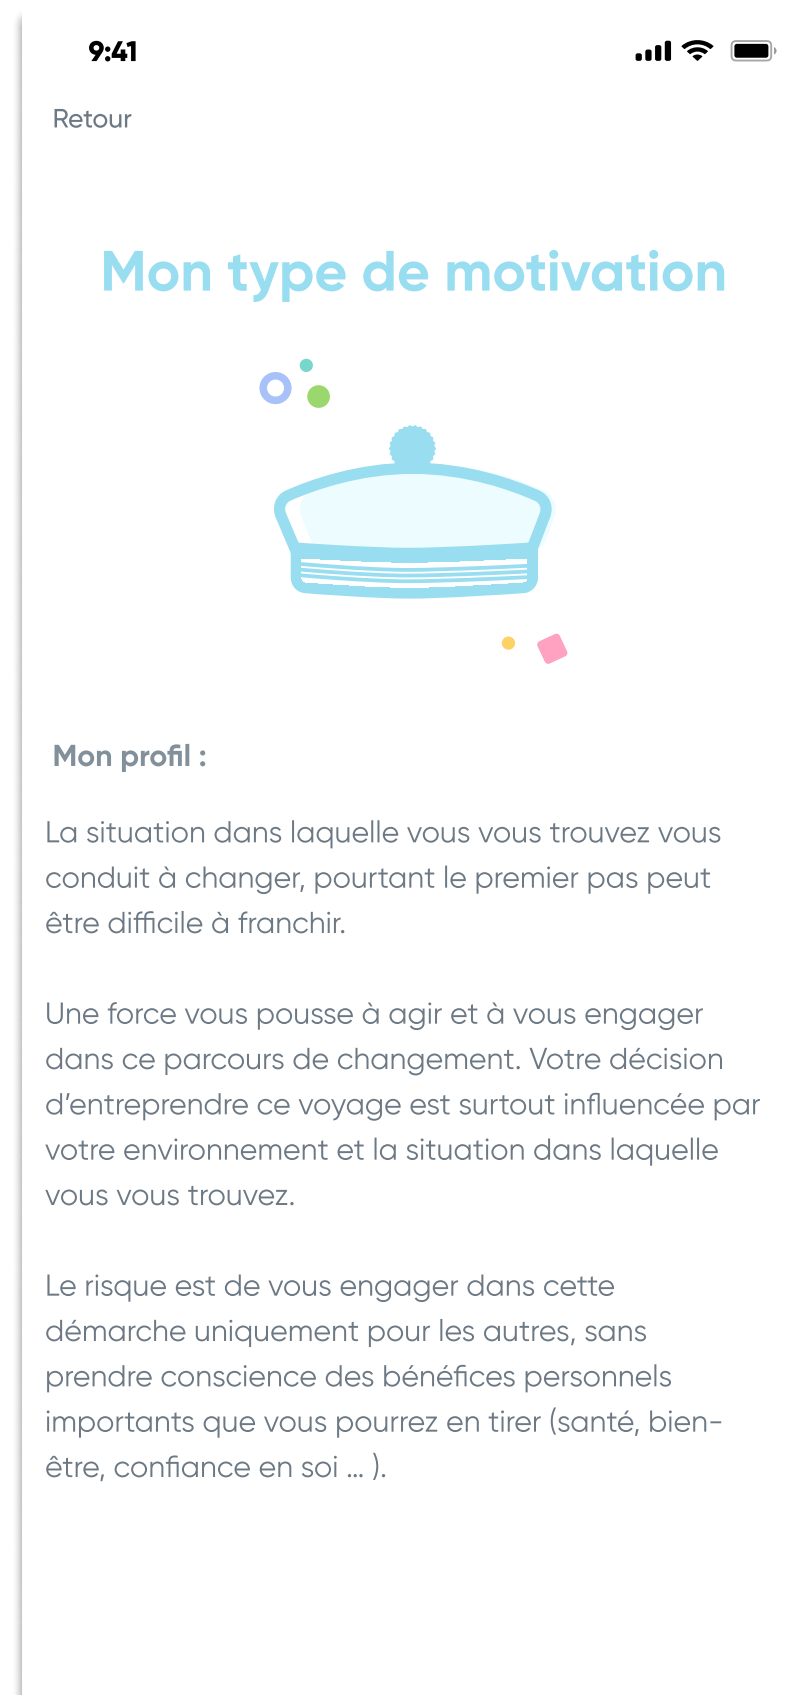 9:41
Retour
Mon type de motivation
Mon profil :
La situation dans laquelle vous vous trouvez vous
conduit à changer, pourtant le premier pas peut
être difficile à franchir.
Une force vous pousse à agir et à vous engager
dans ce parcours de changement. Votre décision
d’entreprendre ce voyage est surtout influencée par
votre environnement et la situation dans laquelle
vous vous trouvez.
Le risque est de vous engager dans cette
démarche uniquement pour les autres, sans
prendre conscience des bénéfices personnels
importants que vous pourrez en tirer (santé, bien-
être, confiance en soi ... ).